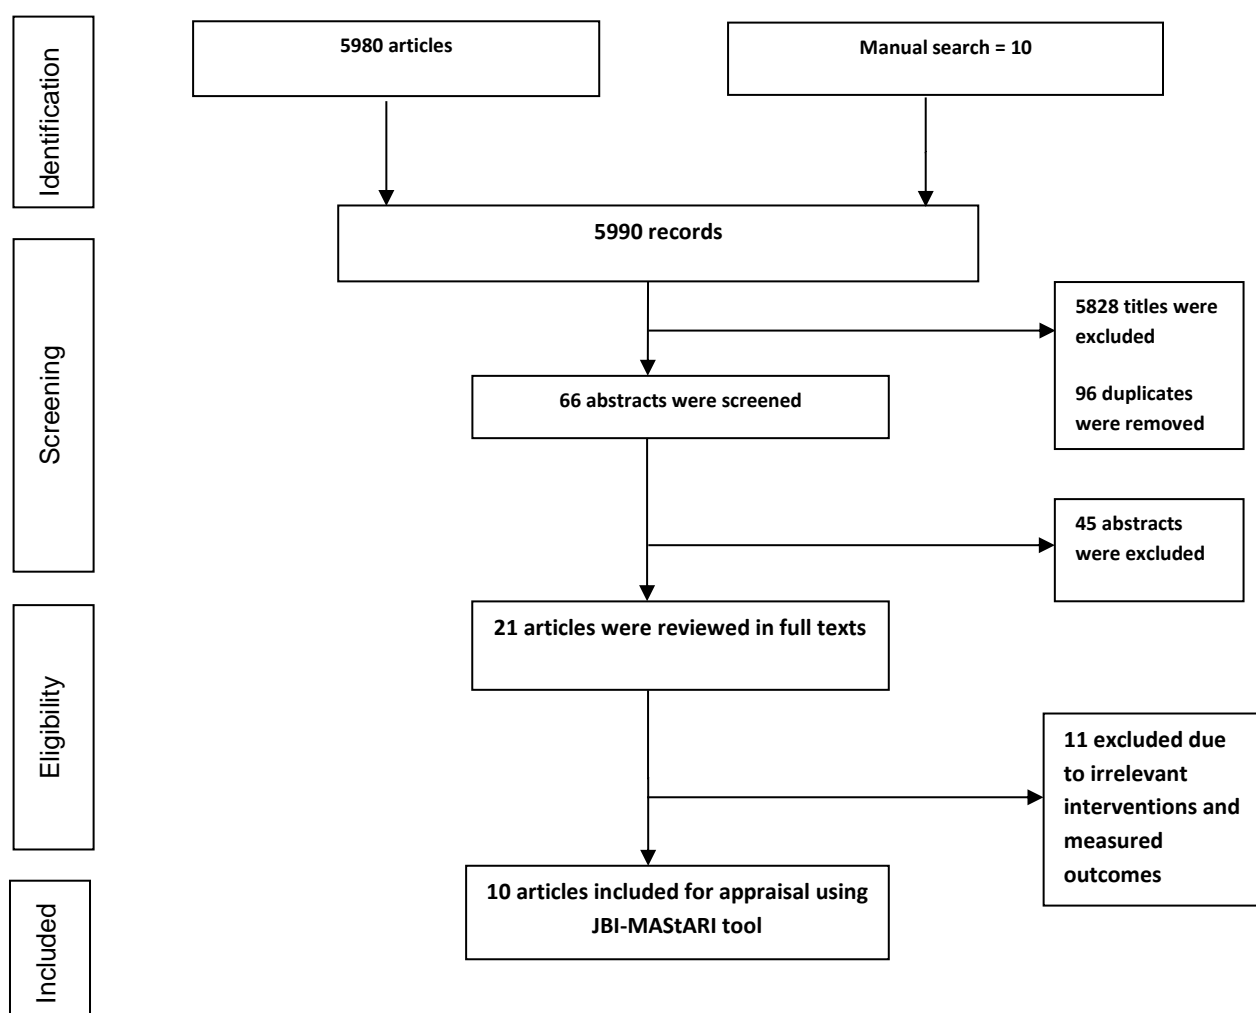 Identification
5980 articles
Manual search = 10
5990 records
Screening
5828 titles were
excluded
96 duplicates
were removed
66 abstracts were screened
45 abstracts
were excluded
Eligibility
21 articles were reviewed in full texts
11 excluded due
to irrelevant
interventions and
measured
outcomes
Included
10 articles included for appraisal using
JBI-MAStARI tool